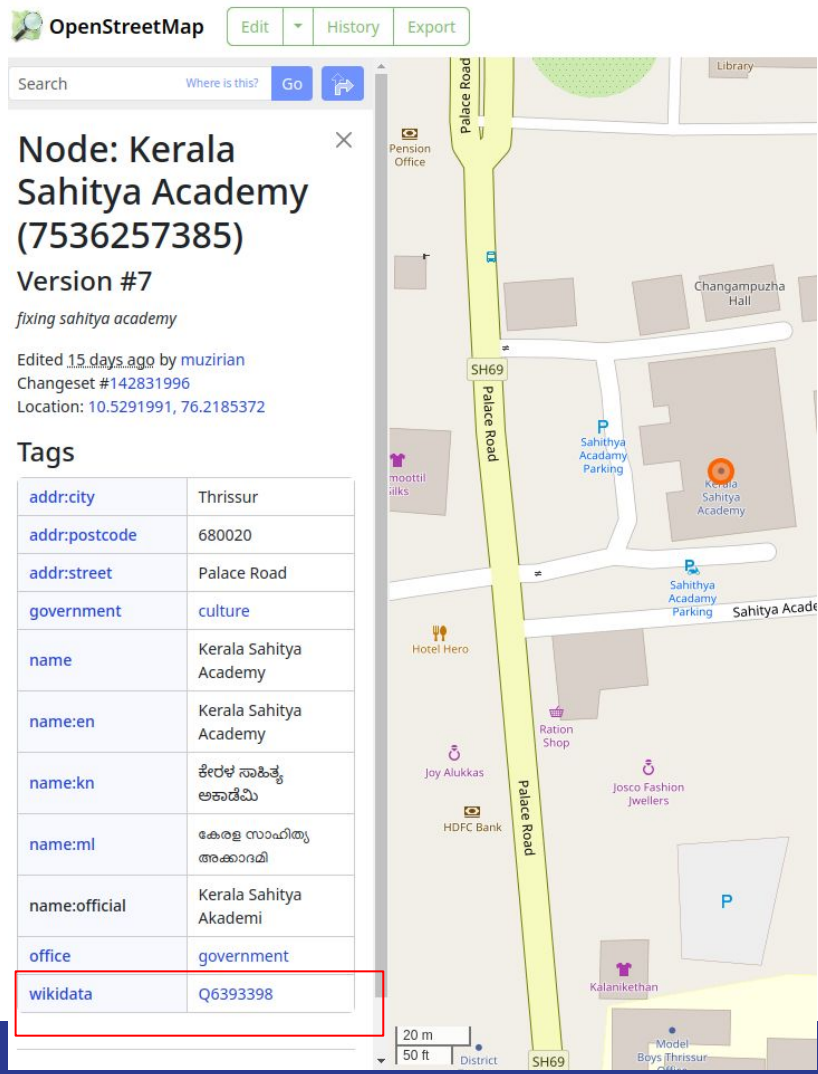 OpenStreetMap
Edit
History
Export
Search
Where is this?
Go
Node: Kerala
Sahitya Academy
(7536257385)
Version #7
fixing sahitya academy
Edited 15 days ago by muzirian
Changeset #142831996
Location: 10.5291991, 76.2185372
Tags
addr:city Thrissur
addr:postcode 680020
addr:street Palace Road
government culture
name Kerala Sahitya
Academy
name:en Kerala Sahitya
Academy
name:kn ಕೇರಳ ಸಾಹಿತ್ಯ
ಅಕಾಡೆಮಿ
name:ml കേരള സാഹിത്യ
അക്കാദമി
name:official Kerala Sahitya
Akademi
office government
wikidata Q6393398
Library
Palace Road
Pension
Office
Changampuzha
Hall
SH69
Palace Road
P
Sahithya
Acadamy
Parking
moottil
ilks
Kerala
Sahitya
Academy
P
Sahithya
Acadamy
Parking
Sahitya Acade
Hotel Hero
Ration
Shop
Joy Alukkas
Josco Fashion
Jwellers
Palace Road
HDFC Bank
P
Kalanikethan
20 m
50 ft
District
SH69
Model
Boys Thrissur